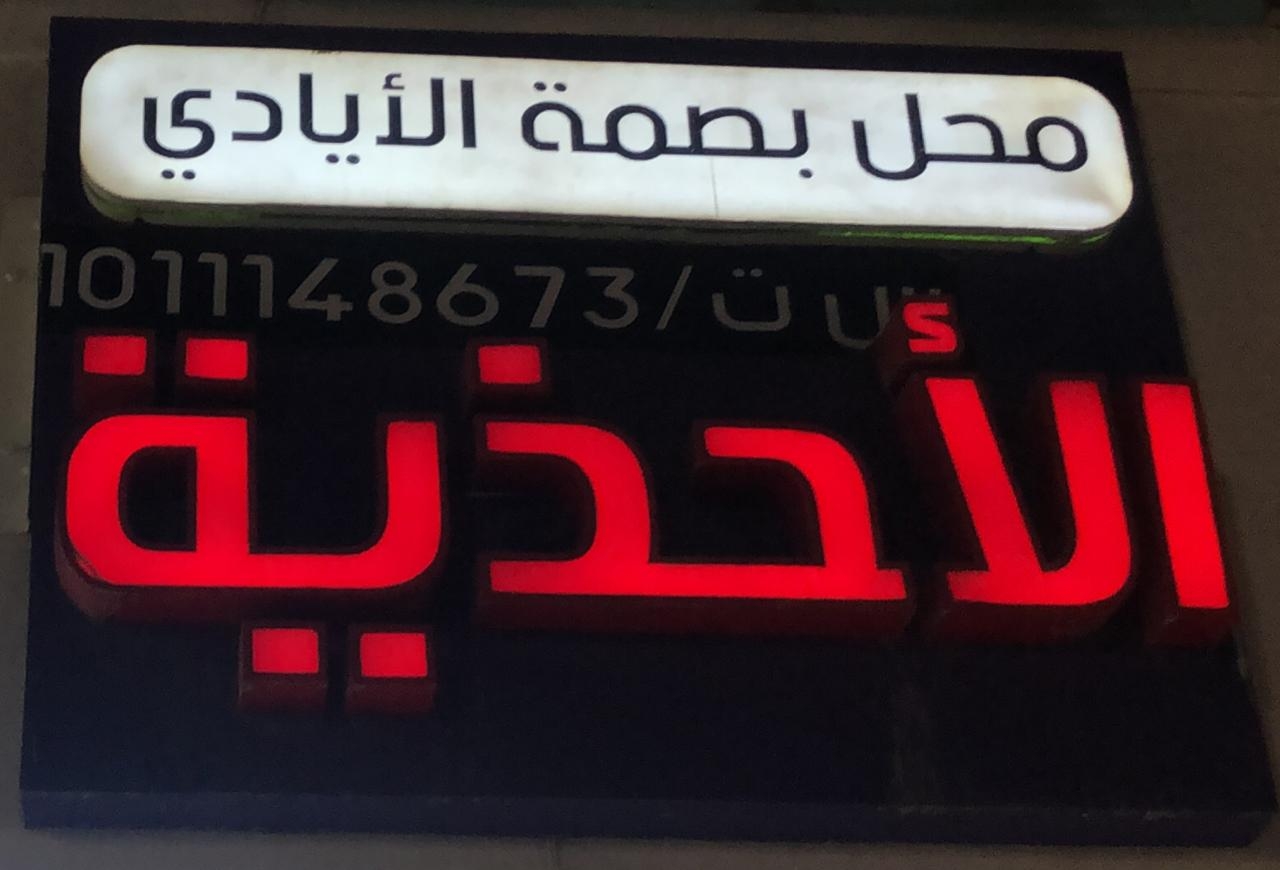 محل بصمة الأيادي
س ت/1011148673
الأحذية